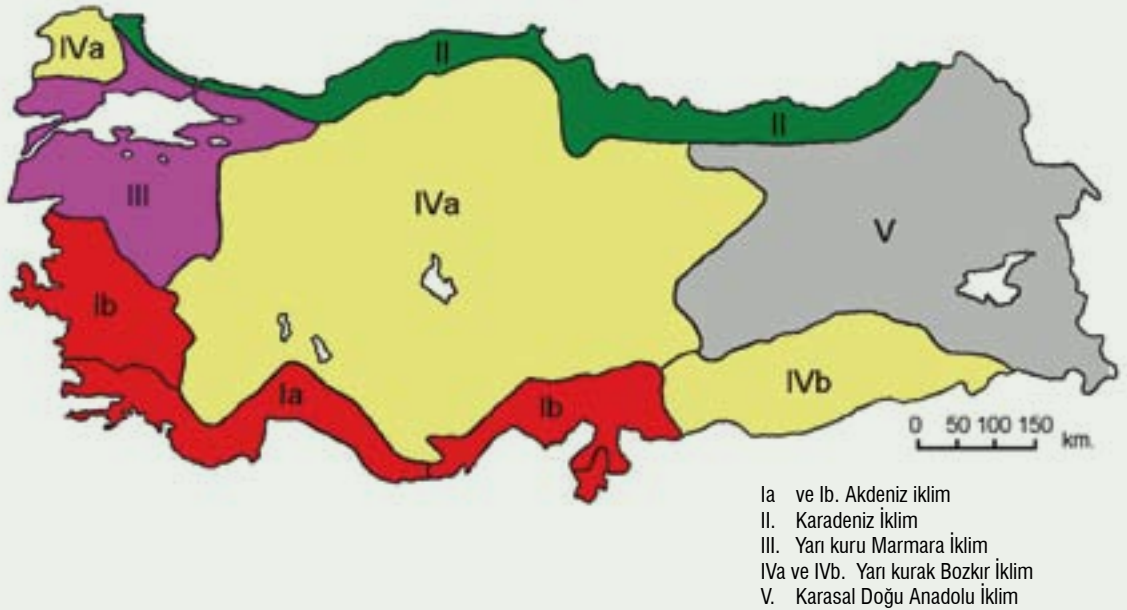 IVa
II
II
III
IVa
V
Ib
Ia
Ib
IVb
0 50 100 150
km.
Ia ve Ib. Akdeniz iklim
II. Karadeniz İklim
III. Yarı kuru Marmara İklim
IVa ve IVb. Yarı kurak Bozkır İklim
V. Karasal Doğu Anadolu İklim